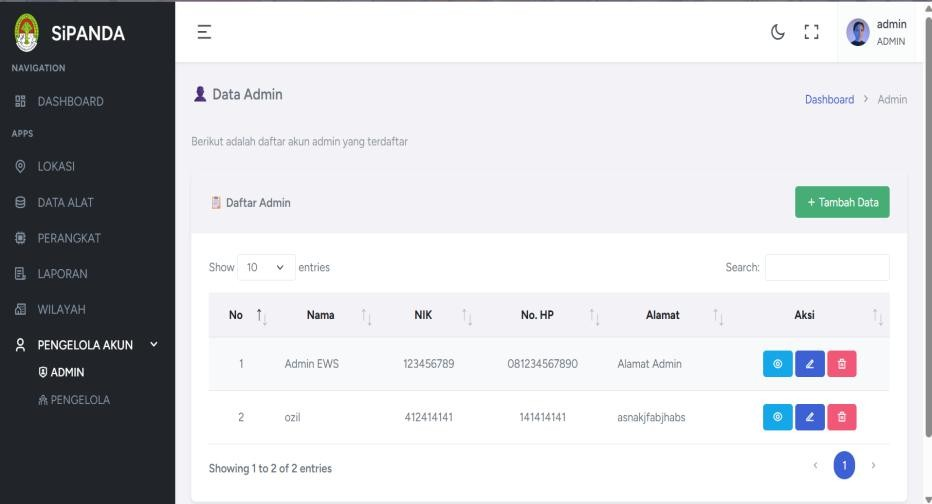 SiPANDA
NAVIGATION
DASHBOARD
APPS
LOKASI
DATA ALAT
PERANGKAT
LAPORAN
WILAYAH
PENGELOLA AKUN
ADMIN
PENGELOLA
admin
ADMIN
Data Admin
Dashboard > Admin
Berikut adalah daftar akun admin yang terdaftar
Daftar Admin
+ Tambah Data
Show 10 entries
Search:
No Nama NIK No. HP Alamat Aksi
1 Admin EWS 123456789 081234567890 Alamat Admin
2 ozil 412414141 141414141 asnakjfabjhabs
Showing 1 to 2 of 2 entries
‹ 1 ›